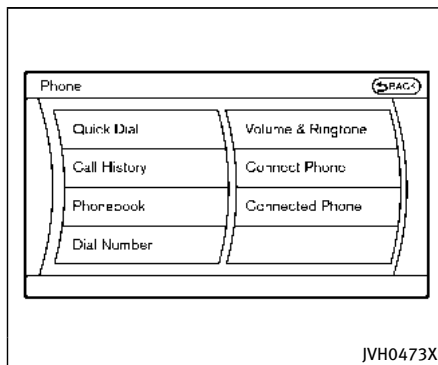 Phone
BACK
Quick Dial
Call History
Phonebook
Dial Number
Volume & Ringtone
Connect Phone
Connected Phone
JVH0473X